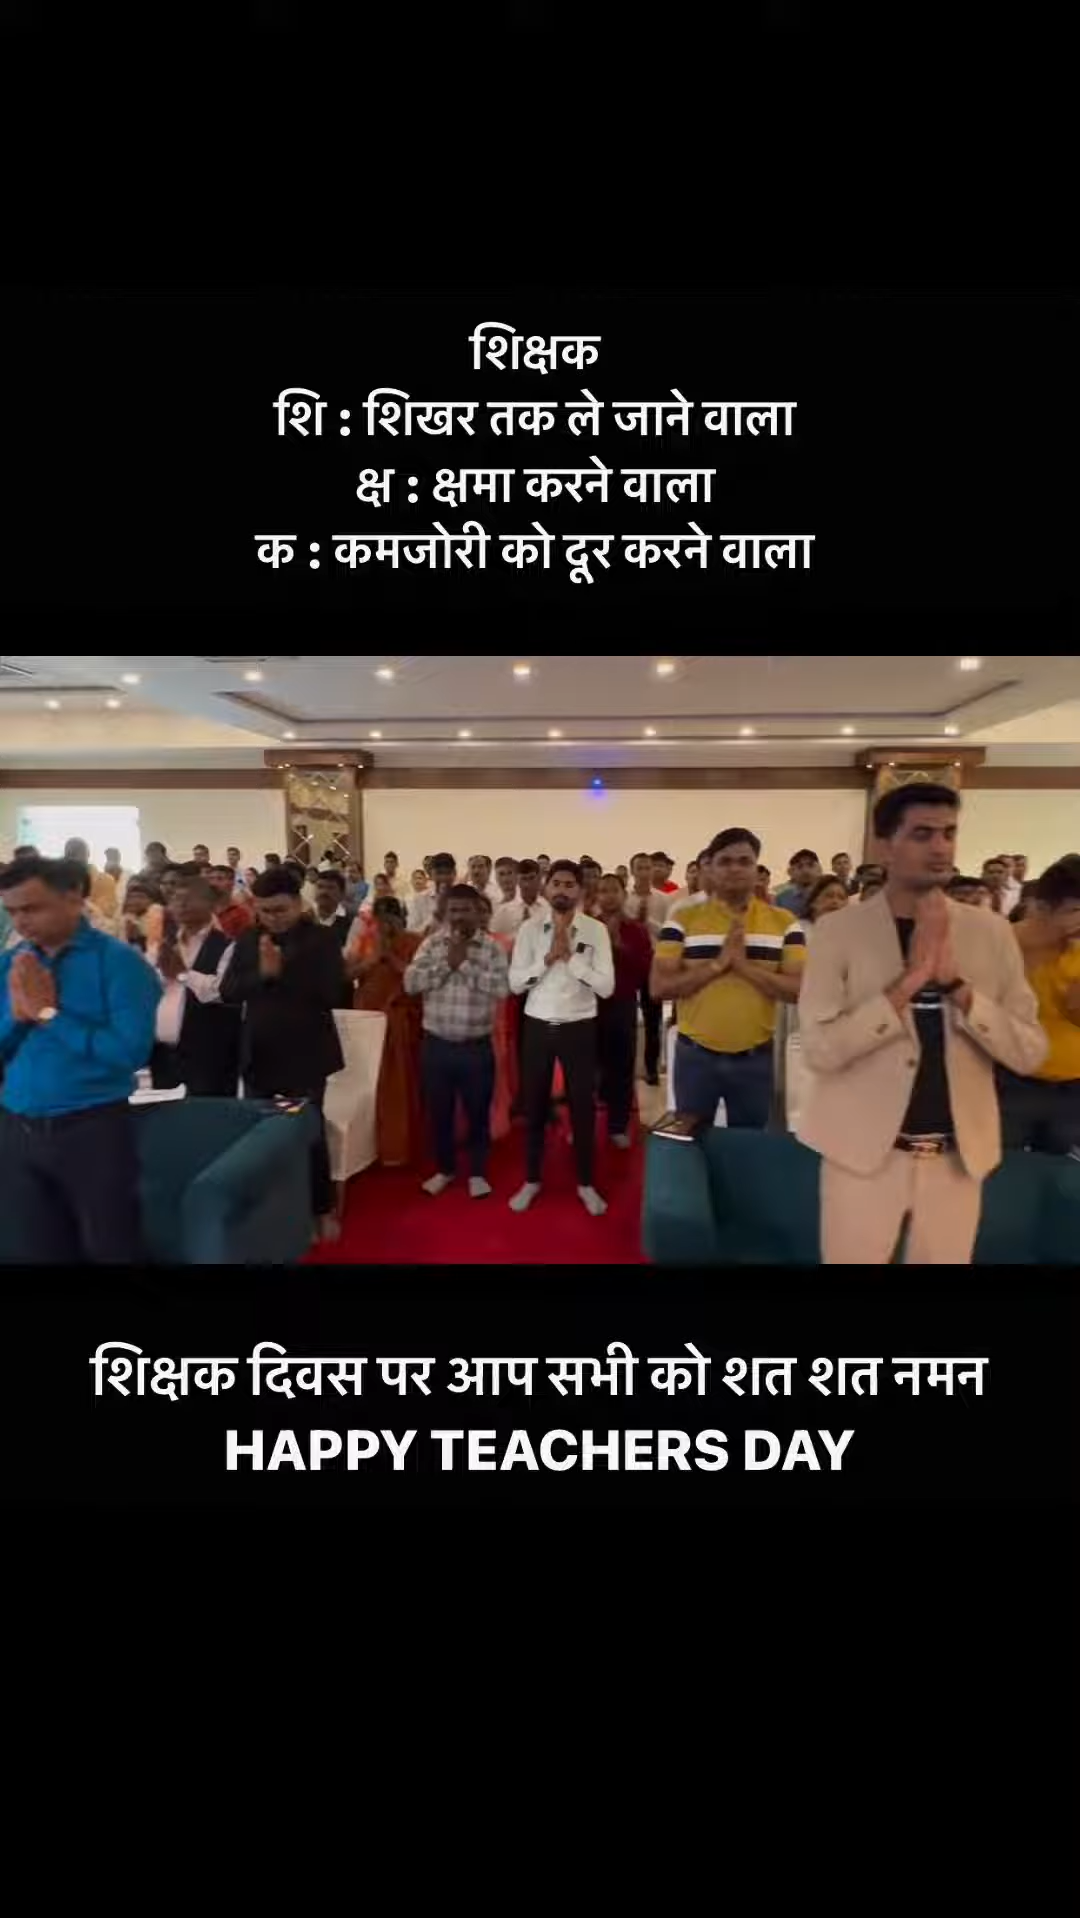 शिक्षक
शि : शिखर तक ले जाने वाला
क्ष : क्षमा करने वाला
क : कमजोरी को दूर करने वाला
शिक्षक दिवस पर आप सभी को शत शत नमन
HAPPY TEACHERS DAY